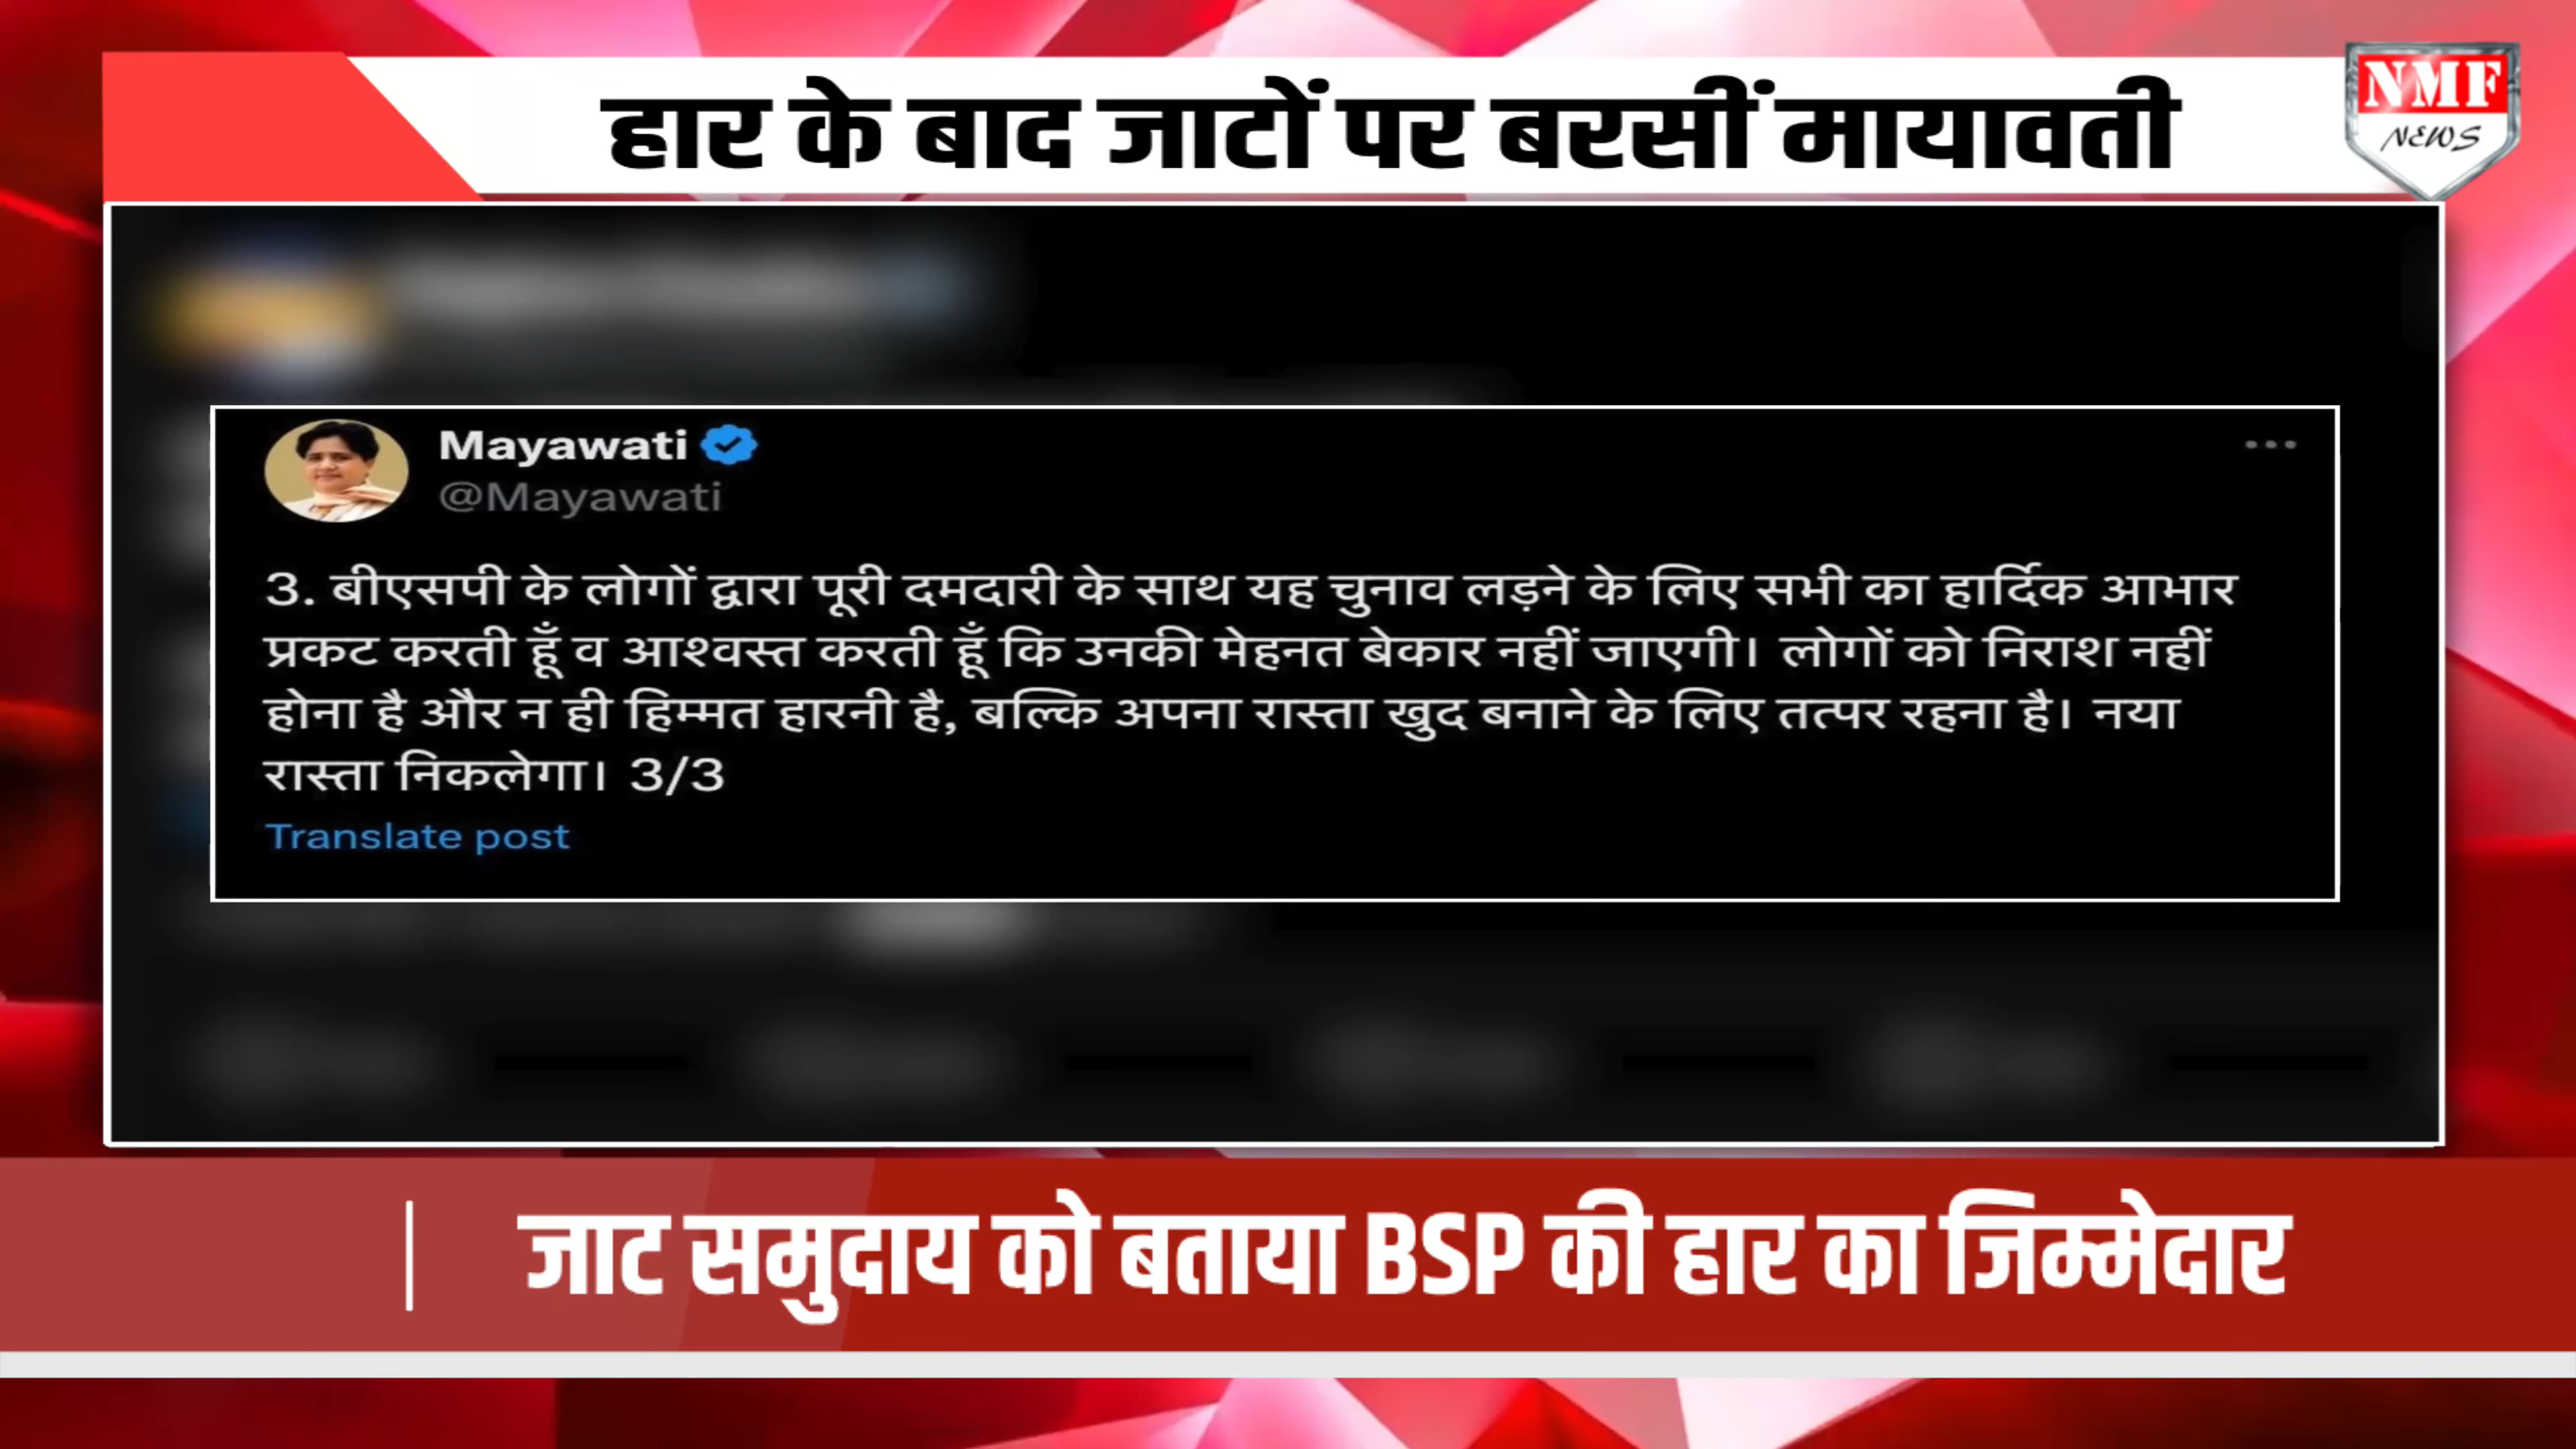 हार के बाद जाटों पर बरसीं मायावती
NMF
NEWS
Mayawati
@Mayawati
3. बीएसपी के लोगों द्वारा पूरी दमदारी के साथ यह चुनाव लड़ने के लिए सभी का हार्दिक आभार
प्रकट करती हूँ व आश्वस्त करती हूँ कि उनकी मेहनत बेकार नहीं जाएगी। लोगों को निराश नहीं
होना है और न ही हिम्मत हारनी है, बल्कि अपना रास्ता खुद बनाने के लिए तत्पर रहना है। नया
रास्ता निकलेगा। 3/3
Translate post
जाट समुदाय को बताया BSP की हार का जिम्मेदार